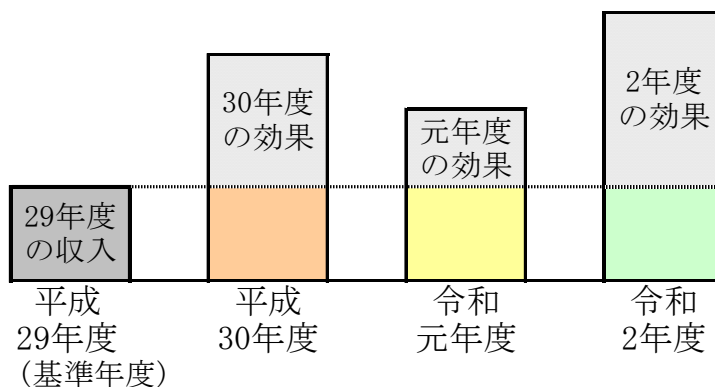 29年度
の収入
30年度
の効果
元年度
の効果
2年度
の効果
平成
29年度
（基準年度）
平成
30年度
令和
元年度
令和
2年度